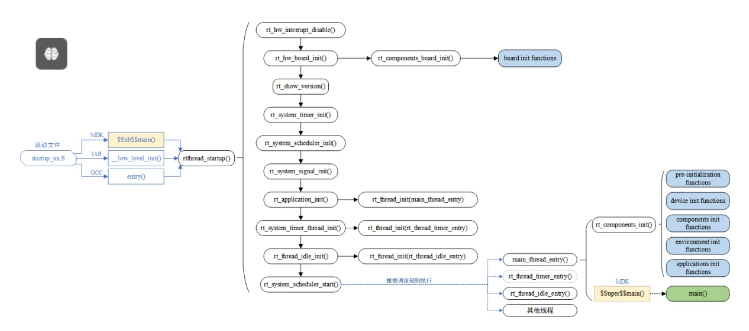 rt_hw_interrupt_disable()
rt_hw_board_init()
rt_components_board_init()
board init functions
rt_show_version()
rt_system_timer_init()
rt_system_scheduler_init()
rt_system_signal_init()
rt_application_init()
rt_thread_init(main_thread_entry)
rt_system_timer_thread_init()
rt_thread_init(rt_thread_timer_entry)
rt_thread_idle_init()
rt_thread_init(rt_thread_idle_entry)
rt_system_scheduler_start()
根据调度规则执行
启动文件
startup_xx.S
MDK
$Sub$$main()
IAR
__low_level_init()
GCC
entry()
rtthread_startup()
main_thread_entry()
rt_thread_timer_entry()
rt_thread_idle_entry()
其他线程
rt_components_init()
pre-initialization
functions
device init functions
components init
functions
environment init
functions
applications init
functions
MDK
$Super$$main()
main()